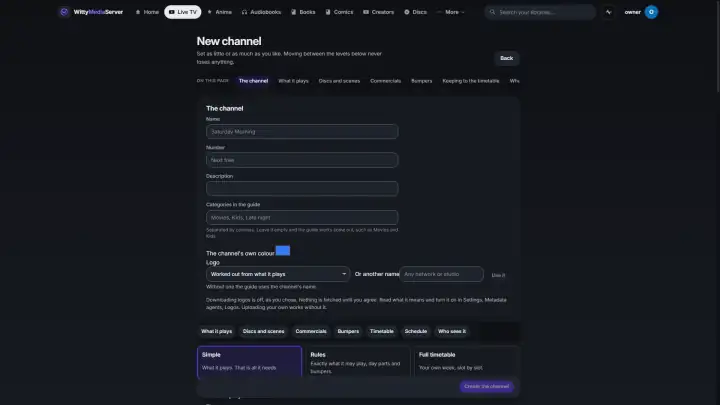 WittyMediaServer
Home
Live TV
Anime
Audiobooks
Books
Comics
Creators
Discs
More
Search your libraries...
owner
O
New channel
Set as little or as much as you like. Moving between the levels below never
loses anything.
Back
ON THIS PAGE
The channel
What it plays
Discs and scenes
Commercials
Bumpers
Keeping to the timetable
Who
The channel
Name
Saturday Morning
Number
Next free
Description
Categories in the guide
Movies, Kids, Late night
Separated by commas. Leave it empty and the guide works some out, such as Movies and
Kids.
The channel's own colour
Logo
Worked out from what it plays
Or another name
Any network or studio
Use it
Without one the guide uses the channel's name.
Downloading logos is off, as you chose. Nothing is fetched until you agree. Read what it means and turn it on in Settings, Metadata
agents, Logos. Uploading your own works without it.
What it plays
Discs and scenes
Commercials
Bumpers
Timetable
Schedule
Who sees it
Simple
What it plays. That is all it needs
Rules
Exactly what it may play, day parts and
bumpers.
Full timetable
Your own week, slot by slot.
Create the channel